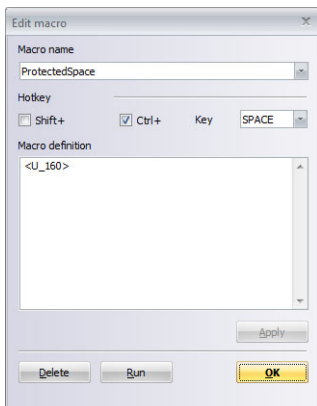 Edit macro
Macro name
ProtectedSpace
Hotkey
Shift+ Ctrl+ Key SPACE
Macro definition
<U_160>
Apply
Delete Run OK